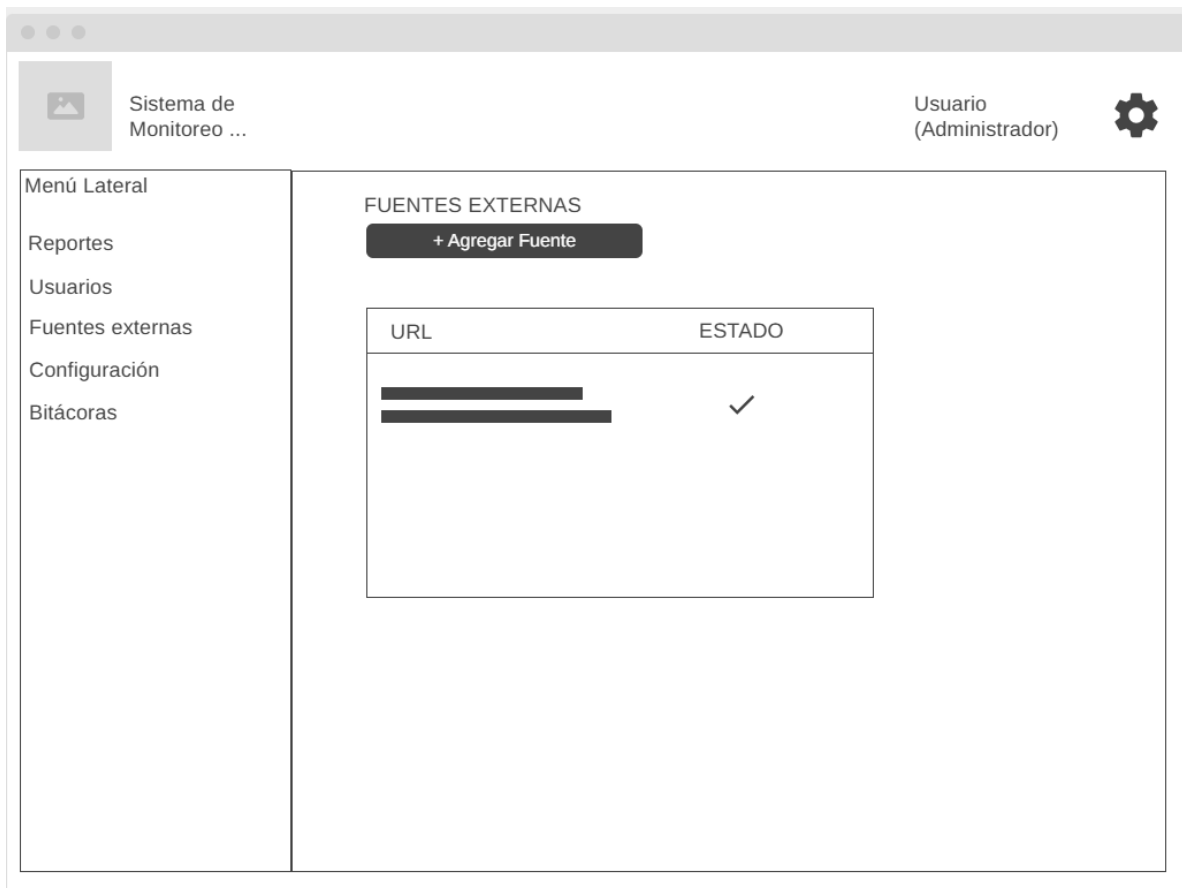 Sistema de
Monitoreo ...
Usuario
(Administrador)
Menú Lateral
Reportes
Usuarios
Fuentes externas
Configuración
Bitácoras
FUENTES EXTERNAS
+ Agregar Fuente
URL
ESTADO